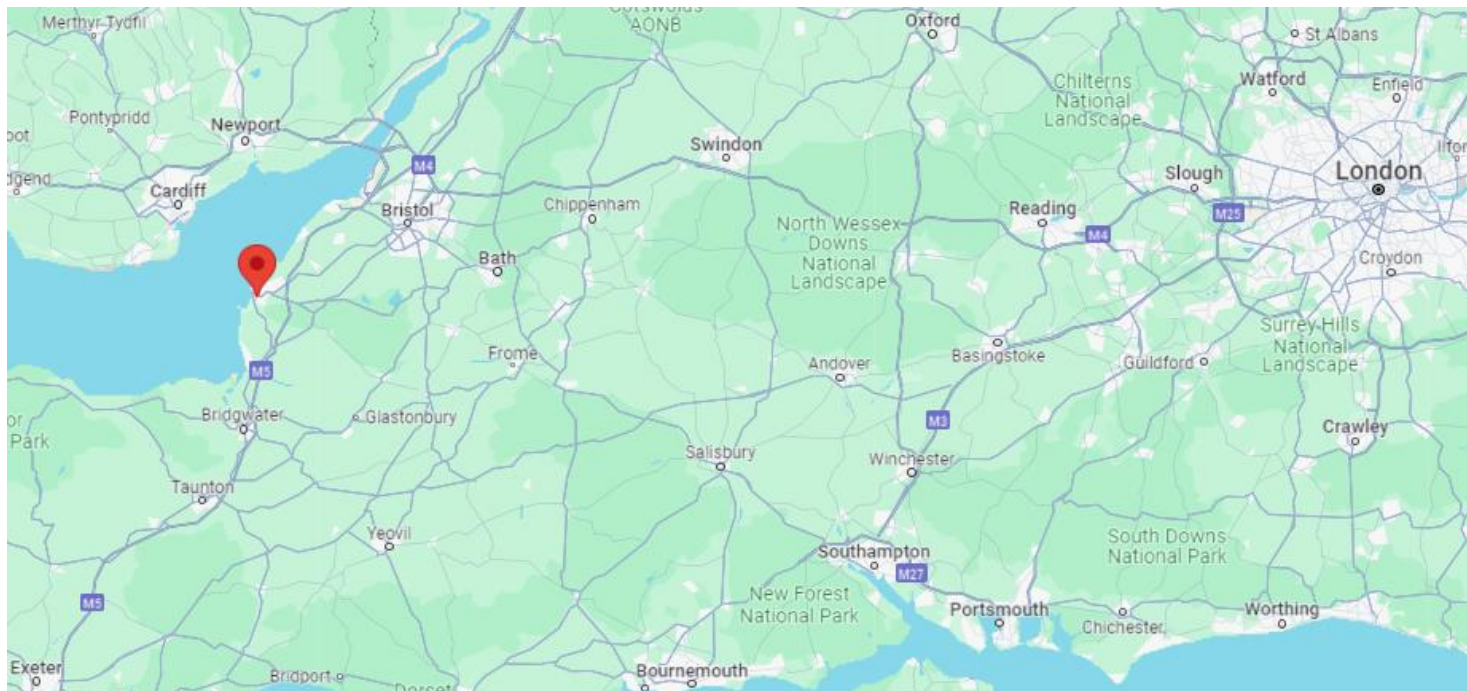 Cotswolds
AONB
Merthyr Tydfil
Oxford
St Albans
Watford
Enfield
Chilterns
National
Landscape
Pontypridd
Newport
Swindon
M4
Slough
London
Cardiff
Bristol
Chippenham
Reading
M25
M4
North Wessex
Downs
National
Landscape
Bath
Croydon
Surrey Hills
National
Landscape
Frome
Andover
Basingstoke
Guildford
M5
Bridgwater
Glastonbury
M3
Crawley
Park
Salisbury
Winchester
Taunton
Yeovil
South Downs
National Park
Southampton
M27
New Forest
National Park
M5
Portsmouth
Chichester
Worthing
Exeter
Bridport
Bournemouth
Dorset